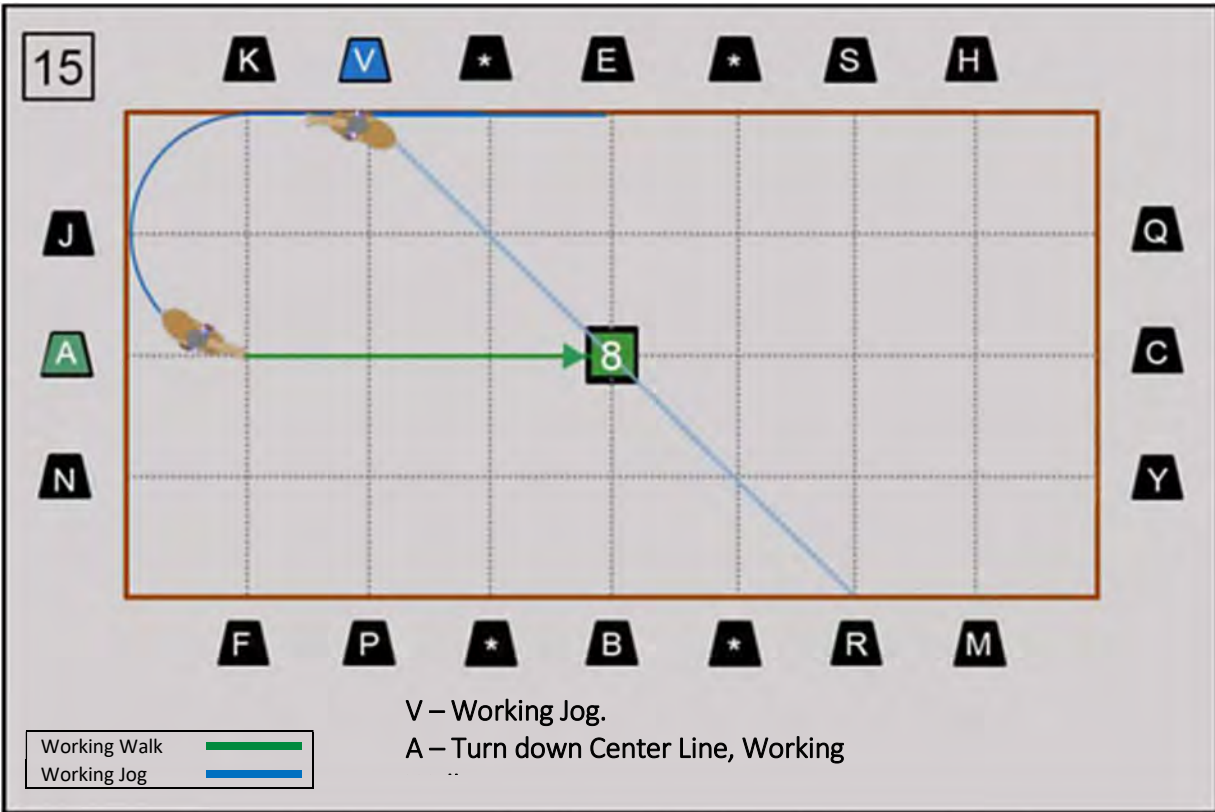 15
K V * E * S H
J Q
A 8 C
N Y
F P * B * R M
V – Working Jog.
A – Turn down Center Line, Working
Working Walk
Working Jog